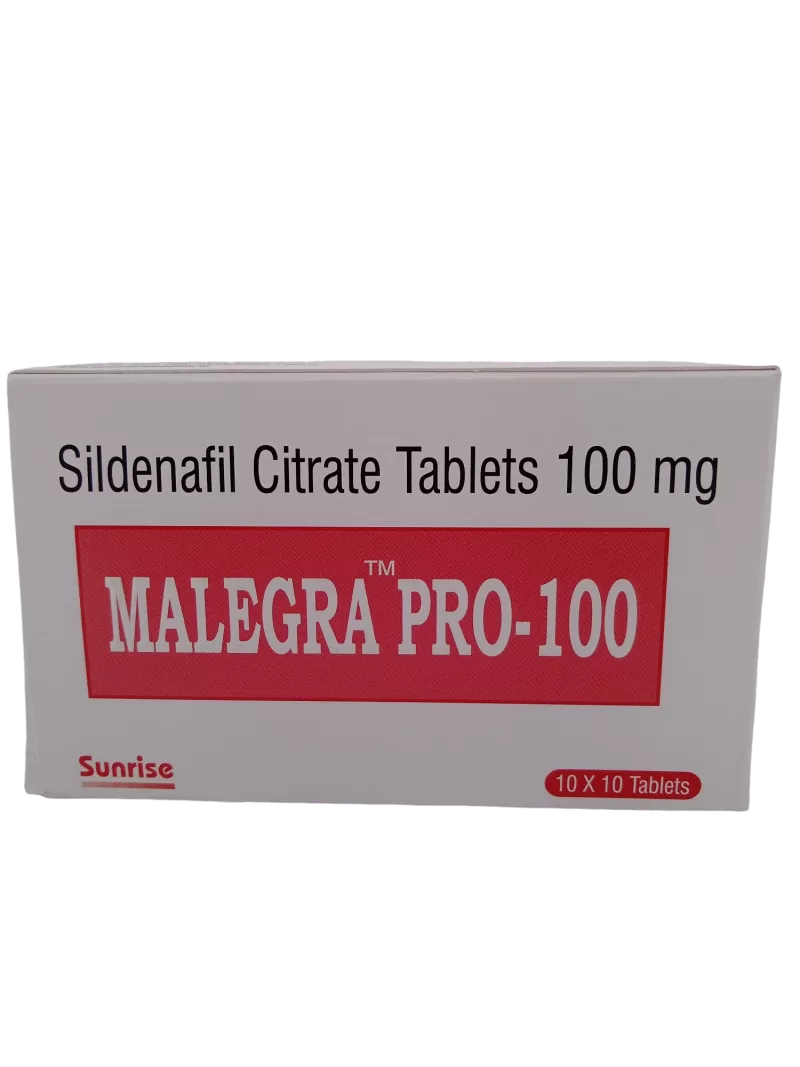 Sildenafil Citrate Tablets 100 mg
MALEGRA™ PRO-100
Sunrise
10 X 10 Tablets